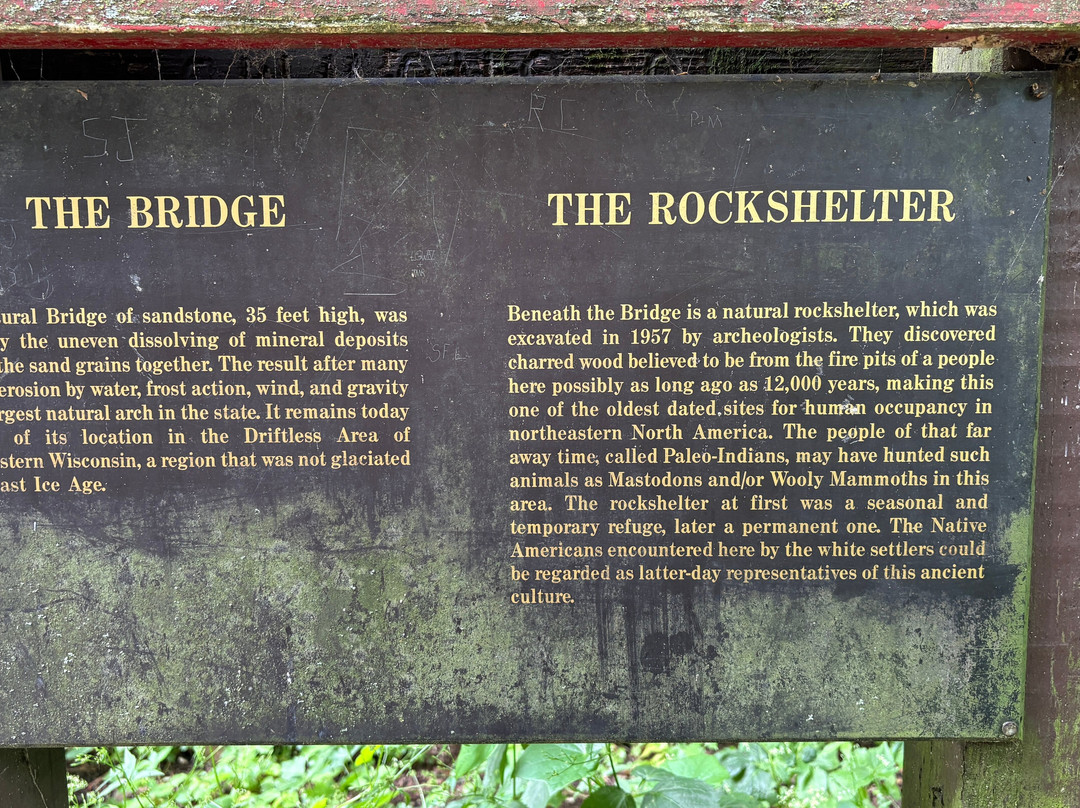 SJ
RC
THE BRIDGE
ural Bridge of sandstone, 35 feet high, was
y the uneven dissolving of mineral deposits
the sand grains together. The result after many
erosion by water, frost action, wind, and gravity
rgest natural arch in the state. It remains today
of its location in the Driftless Area of
stern Wisconsin, a region that was not glaciated
ast Ice Age.
THE ROCKSHELTER
Beneath the Bridge is a natural rockshelter, which was
excavated in 1957 by archeologists. They discovered
charred wood believed to be from the fire pits of a people
here possibly as long ago as 12,000 years, making this
one of the oldest dated sites for human occupancy in
northeastern North America. The people of that far
away time, called Paleo-Indians, may have hunted such
animals as Mastodons and/or Wooly Mammoths in this
area. The rockshelter at first was a seasonal and
temporary refuge, later a permanent one. The Native
Americans encountered here by the white settlers could
be regarded as latter-day representatives of this ancient
culture.